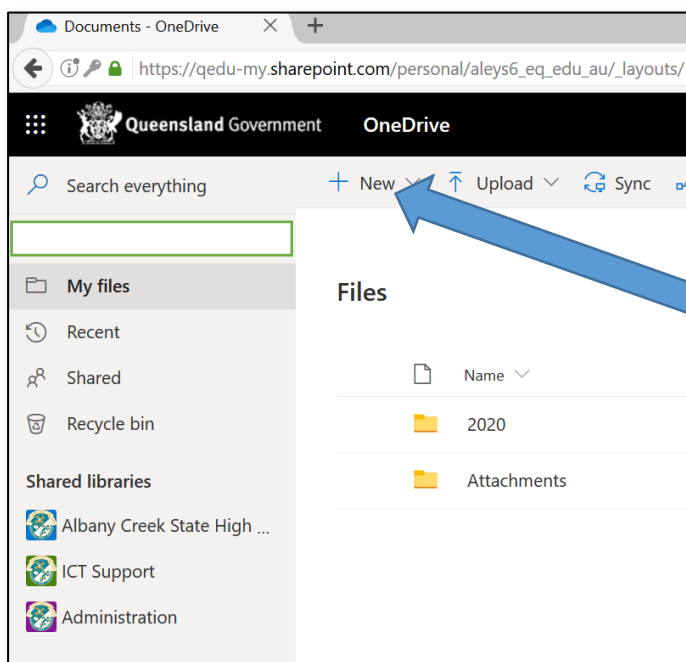 Documents - OneDrive
https://qedu-my.sharepoint.com/personal/aleys6_eq_edu_au/_layouts/
Queensland Government OneDrive
Search everything
New Upload Sync
My files
Files
Recent
Name
Shared
2020
Recycle bin
Attachments
Shared libraries
Albany Creek State High ...
ICT Support
Administration